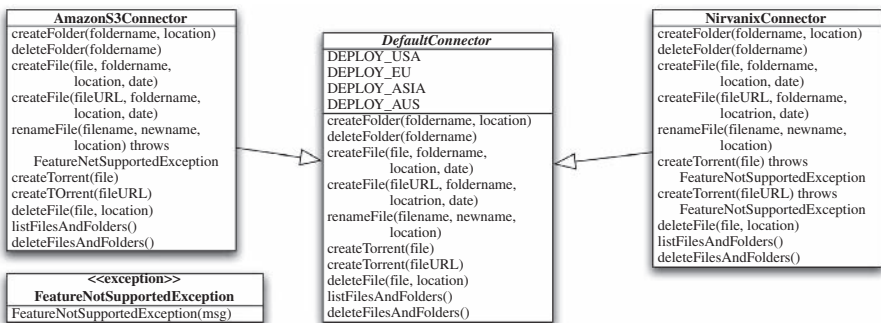 AmazonS3Connector
createFolder(foldername, location)
deleteFolder(foldername)
createFile(file, foldername,
location, date)
createFile(fileURL, foldername,
location, date)
renameFile(filename, newname,
location) throws
FeatureNetSupportedException
createTorrent(file)
createTOrrent(fileURL)
deleteFile(file, location)
listFilesAndFolders()
deleteFilesAndFolders()
<<exception>>
FeatureNotSupportedException
FeatureNotSupportedException(msg)
DefaultConnector
DEPLOY_USA
DEPLOY_EU
DEPLOY_ASIA
DEPLOY_AUS
createFolder(foldername, location)
deleteFolder(foldername)
createFile(file, foldername,
location, date)
createFile(fileURL, foldername,
locatrion, date)
renameFile(filename, newname,
location)
createTorrent(file)
createTorrent(fileURL)
deleteFile(file, location)
listFilesAndFolders()
deleteFilesAndFolders()
NirvanixConnector
createFolder(foldername, location)
deleteFolder(foldername)
createFile(file, foldername,
location, date)
createFile(fileURL, foldername,
locatrion, date)
renameFile(filename, newname,
location)
createTorrent(file) throws
FeatureNotSupportedException
createTorrent(fileURL) throws
FeatureNotSupportedException
deleteFile(file, location)
listFilesAndFolders()
deleteFilesAndFolders()